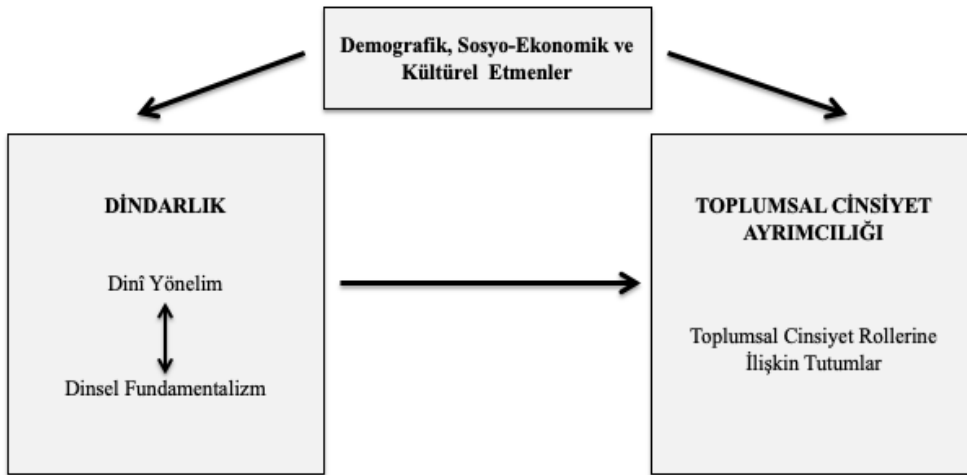 Demografik, Sosyo-Ekonomik ve
Kültürel Etmenler
DİNDARLIK
Dinî Yönelim
Dinsel Fundamentalizm
TOPLUMSAL CİNSİYET
AYRIMCILIĞI
Toplumsal Cinsiyet Rollerine
İlişkin Tutumlar